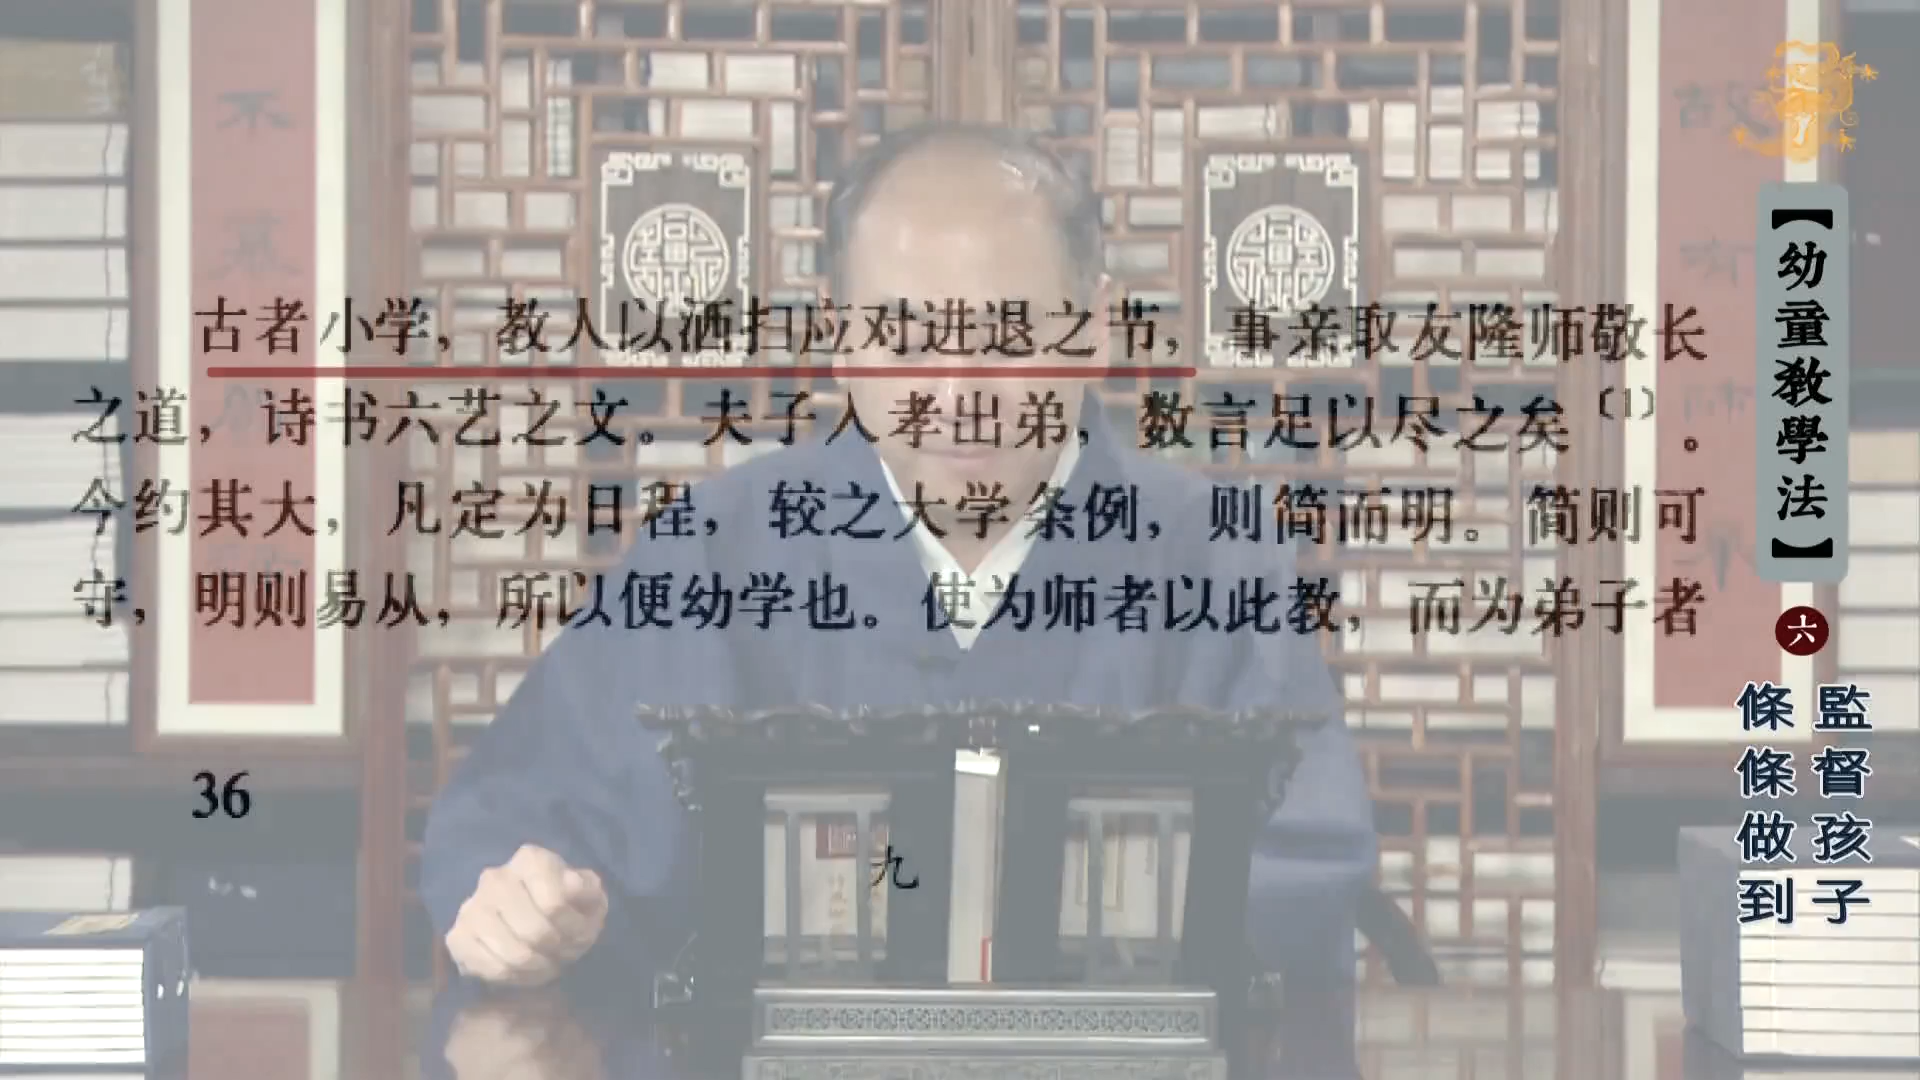 古者小学，教人以洒扫应对进退之节，事亲取友隆师敬长
之道，诗书六艺之文。夫子入孝出弟，数言足以尽之矣〔1〕。
今约其大，凡定为日程，较之大学条例，则简而明。简则可
守，明则易从，所以便幼学也。使为师者以此教，而为弟子者
36
九
【幼童教學法】
六
監督孩子
條條做到
不